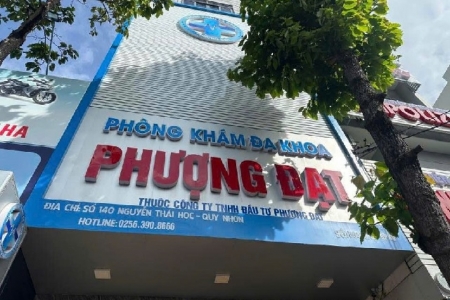 PHÒNG KHÁM ĐA KHOA
PHƯỢNG ĐẠT
THUỘC CÔNG TY TNHH ĐẦU TƯ PHƯỢNG ĐẠT
ĐỊA CHỈ: SỐ 140 NGUYỄN THÁI HỌC - QUY NHƠN
HOTLINE: 0256.390.8666
HA